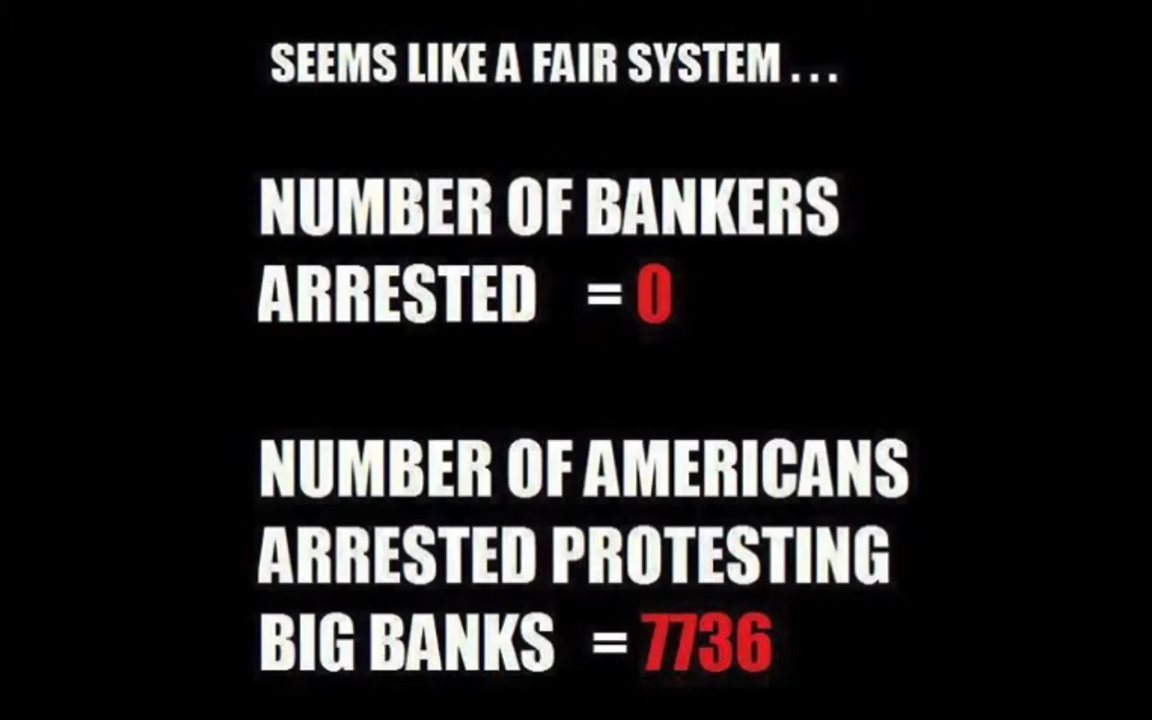 SEEMS LIKE A FAIR SYSTEM . . .
NUMBER OF BANKERS
ARRESTED = 0
NUMBER OF AMERICANS
ARRESTED PROTESTING
BIG BANKS = 7736